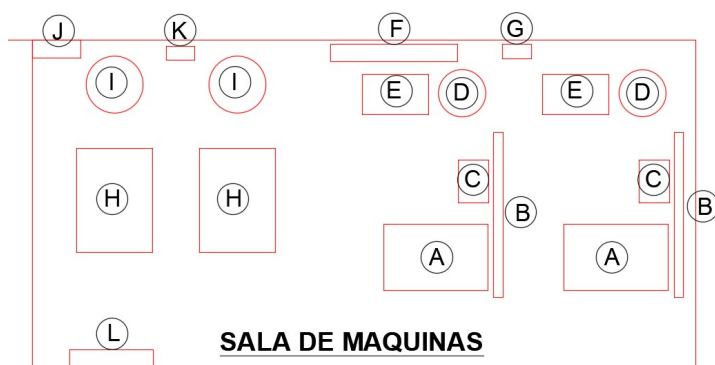 J K F G
I I E D E D
H H C C
B B
A A
L
SALA DE MAQUINAS